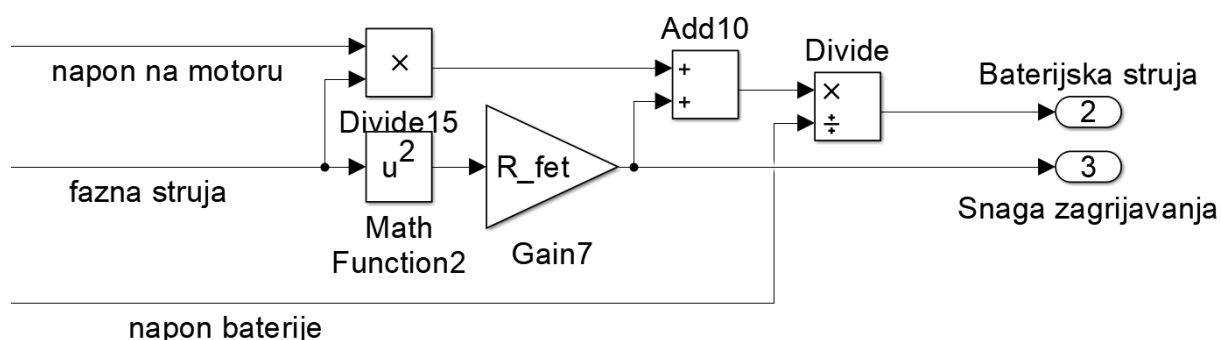 Add10
Divide
napon na motoru
×
+
+
×
÷
Baterijska struja
2
Divide15
fazna struja
u²
R_fet
3
Snaga zagrijavanja
Math
Function2
Gain7
napon baterije